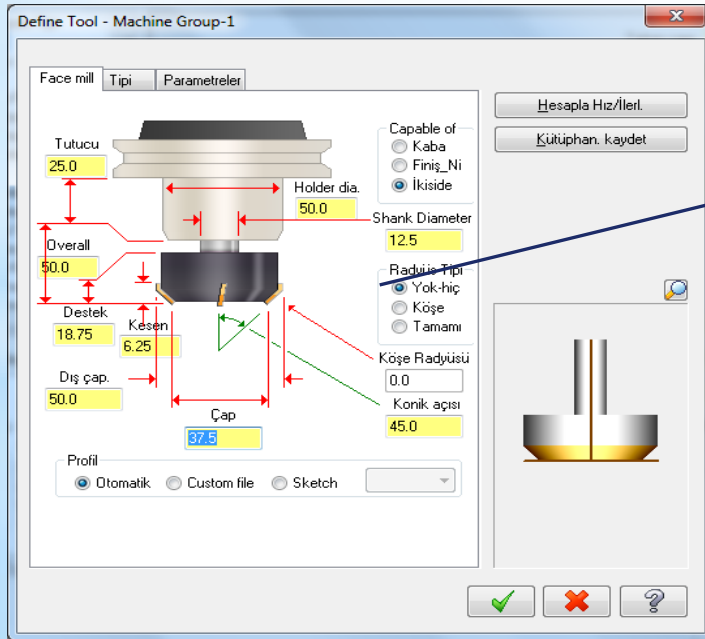 Define Tool - Machine Group-1
Face mill
Tipi
Parametreler
Hesapla Hız/İlerl.
Kütüphan. kaydet
Tutucu
25.0
Capable of
Kaba
Finiş_Ni
İkiside
Holder dia.
50.0
Shank Diameter
12.5
Overall
50.0
Radyüs Tipi
Yok-hiç
Köşe
Tamamı
Destek
18.75
Kesen
6.25
Köşe Radyüsü
0.0
Dış çap.
50.0
Konik açısı
45.0
Çap
37.5
Profil
Otomatik
Custom file
Sketch